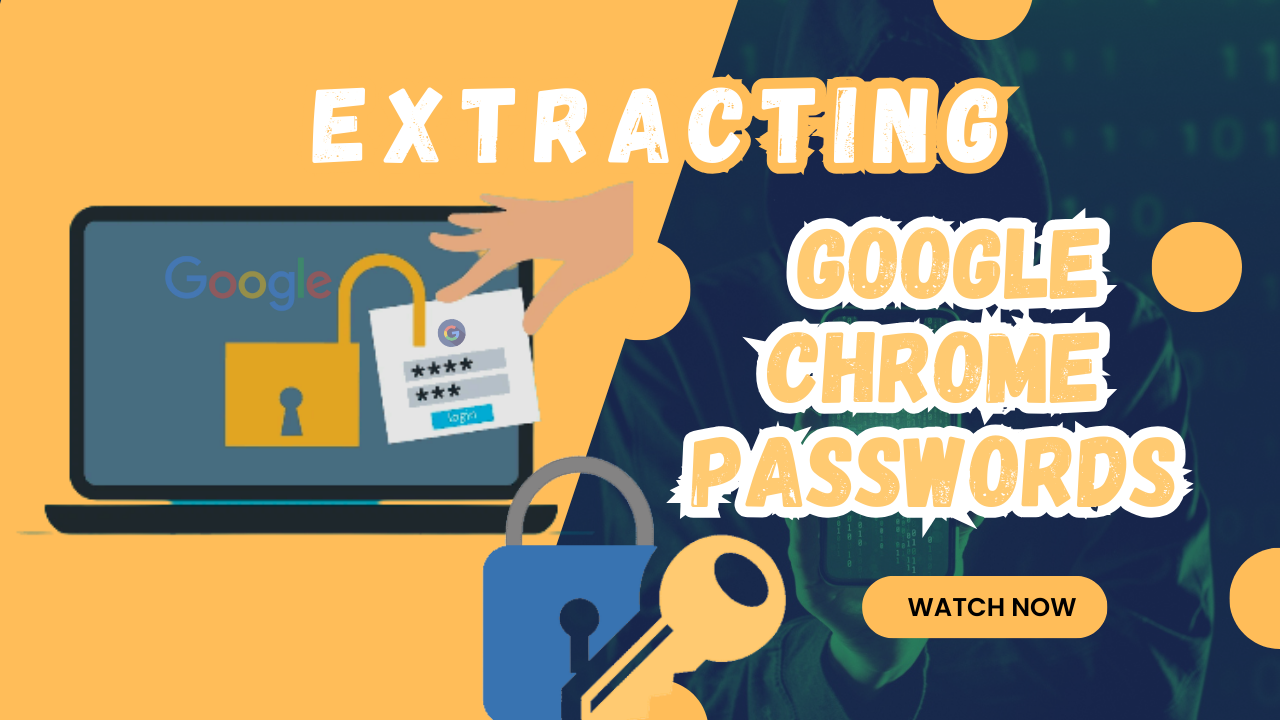 EXTRACTING
GOOGLE
CHROME
PASSWORDS
Google
G
****
***
login
WATCH NOW